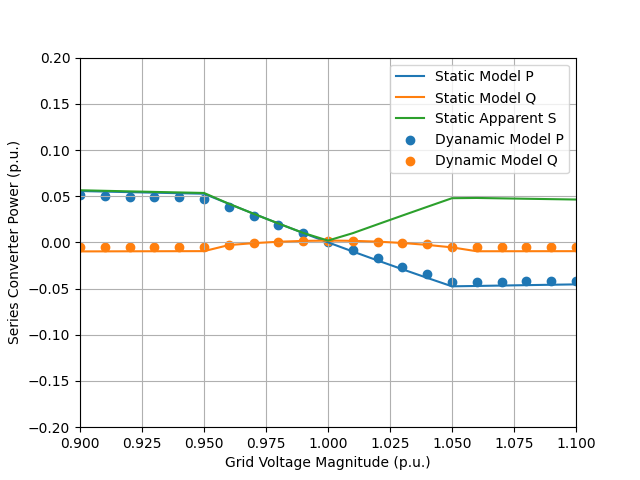 0.20
0.15
0.10
0.05
0.00
−0.05
−0.10
−0.15
−0.20
Series Converter Power (p.u.)
Static Model P
Static Model Q
Static Apparent S
Dyanamic Model P
Dynamic Model Q
0.900 0.925 0.950 0.975 1.000 1.025 1.050 1.075 1.100
Grid Voltage Magnitude (p.u.)